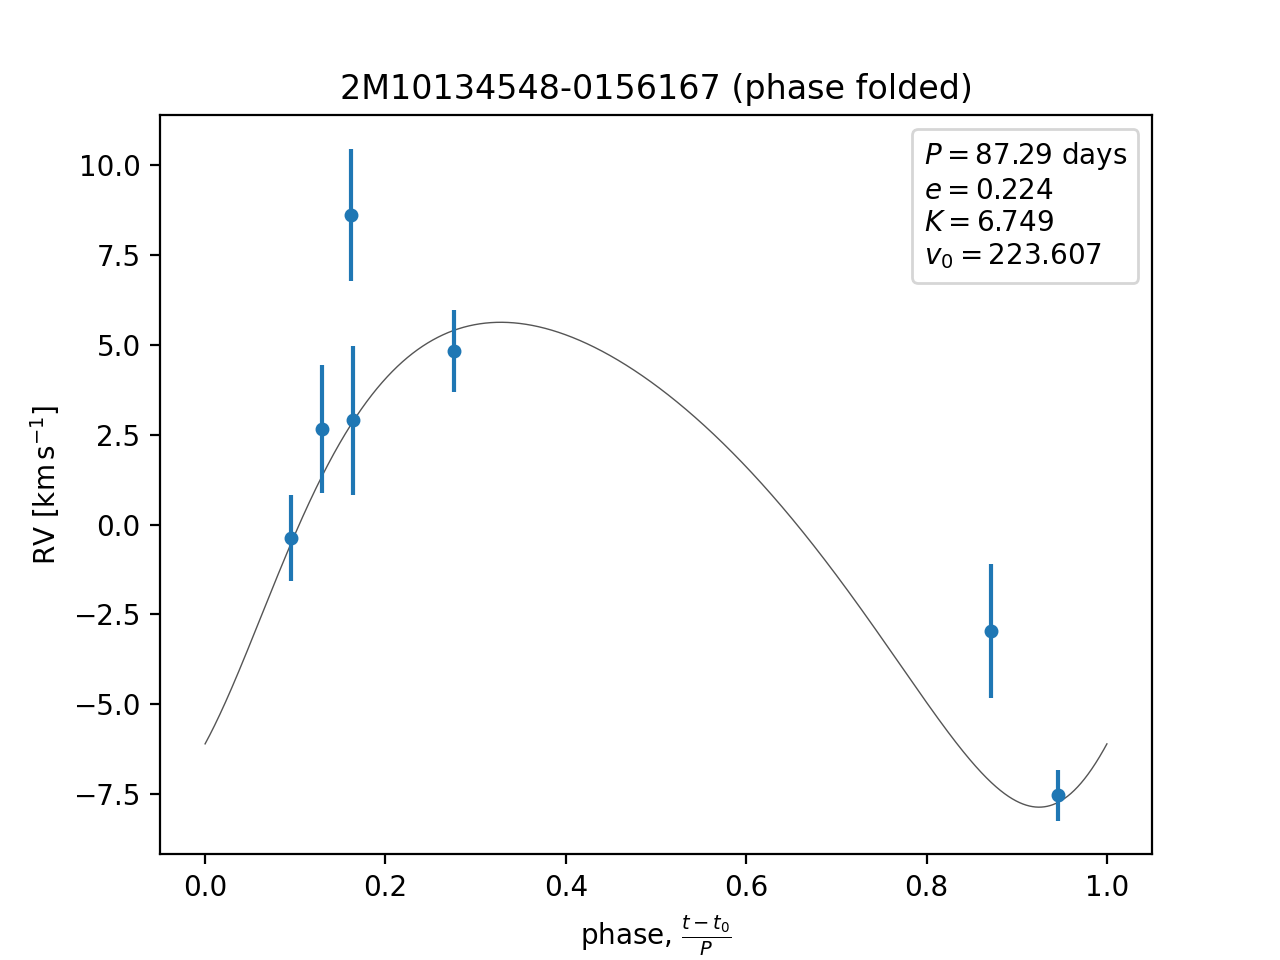 2M10134548-0156167 (phase folded)
P = 87.29 days
e = 0.224
K = 6.749
v₀ = 223.607
10.0
7.5
5.0
2.5
0.0
−2.5
−5.0
−7.5
RV [km s⁻¹]
0.0 0.2 0.4 0.6 0.8 1.0
phase, (t − t₀)/P